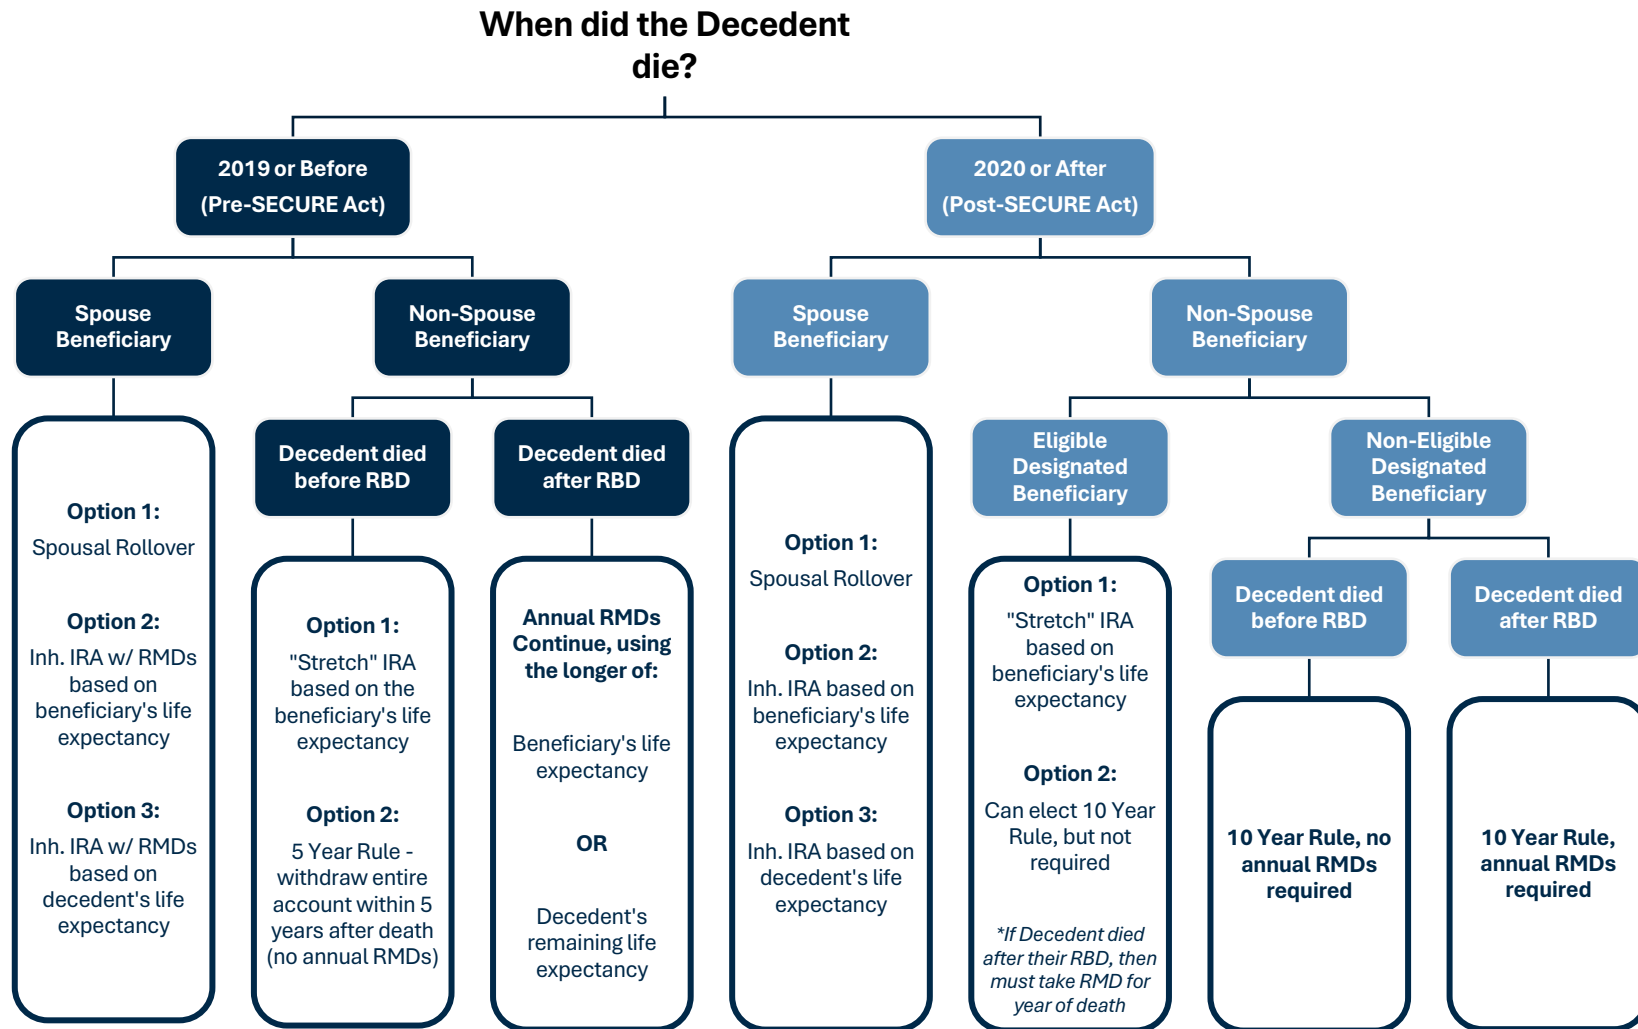 When did the Decedent
die?
2019 or Before
(Pre-SECURE Act)
2020 or After
(Post-SECURE Act)
Spouse
Beneficiary
Non-Spouse
Beneficiary
Spouse
Beneficiary
Non-Spouse
Beneficiary
Option 1:
Spousal Rollover
Option 2:
Inh. IRA w/ RMDs
based on
beneficiary's life
expectancy
Option 3:
Inh. IRA w/ RMDs
based on
decedent's life
expectancy
Decedent died
before RBD
Decedent died
after RBD
Option 1:
"Stretch" IRA
based on the
beneficiary's life
expectancy
Option 2:
5 Year Rule -
withdraw entire
account within 5
years after death
(no annual RMDs)
Annual RMDs
Continue, using
the longer of:
Beneficiary's life
expectancy
OR
Decedent's
remaining life
expectancy
Option 1:
Spousal Rollover
Option 2:
Inh. IRA based on
beneficiary's life
expectancy
Option 3:
Inh. IRA based on
decedent's life
expectancy
Eligible
Designated
Beneficiary
Non-Eligible
Designated
Beneficiary
Option 1:
"Stretch" IRA
based on
beneficiary's life
expectancy
Option 2:
Can elect 10 Year
Rule, but not
required
*If Decedent died
after their RBD, then
must take RMD for
year of death
Decedent died
before RBD
Decedent died
after RBD
10 Year Rule, no
annual RMDs
required
10 Year Rule,
annual RMDs
required